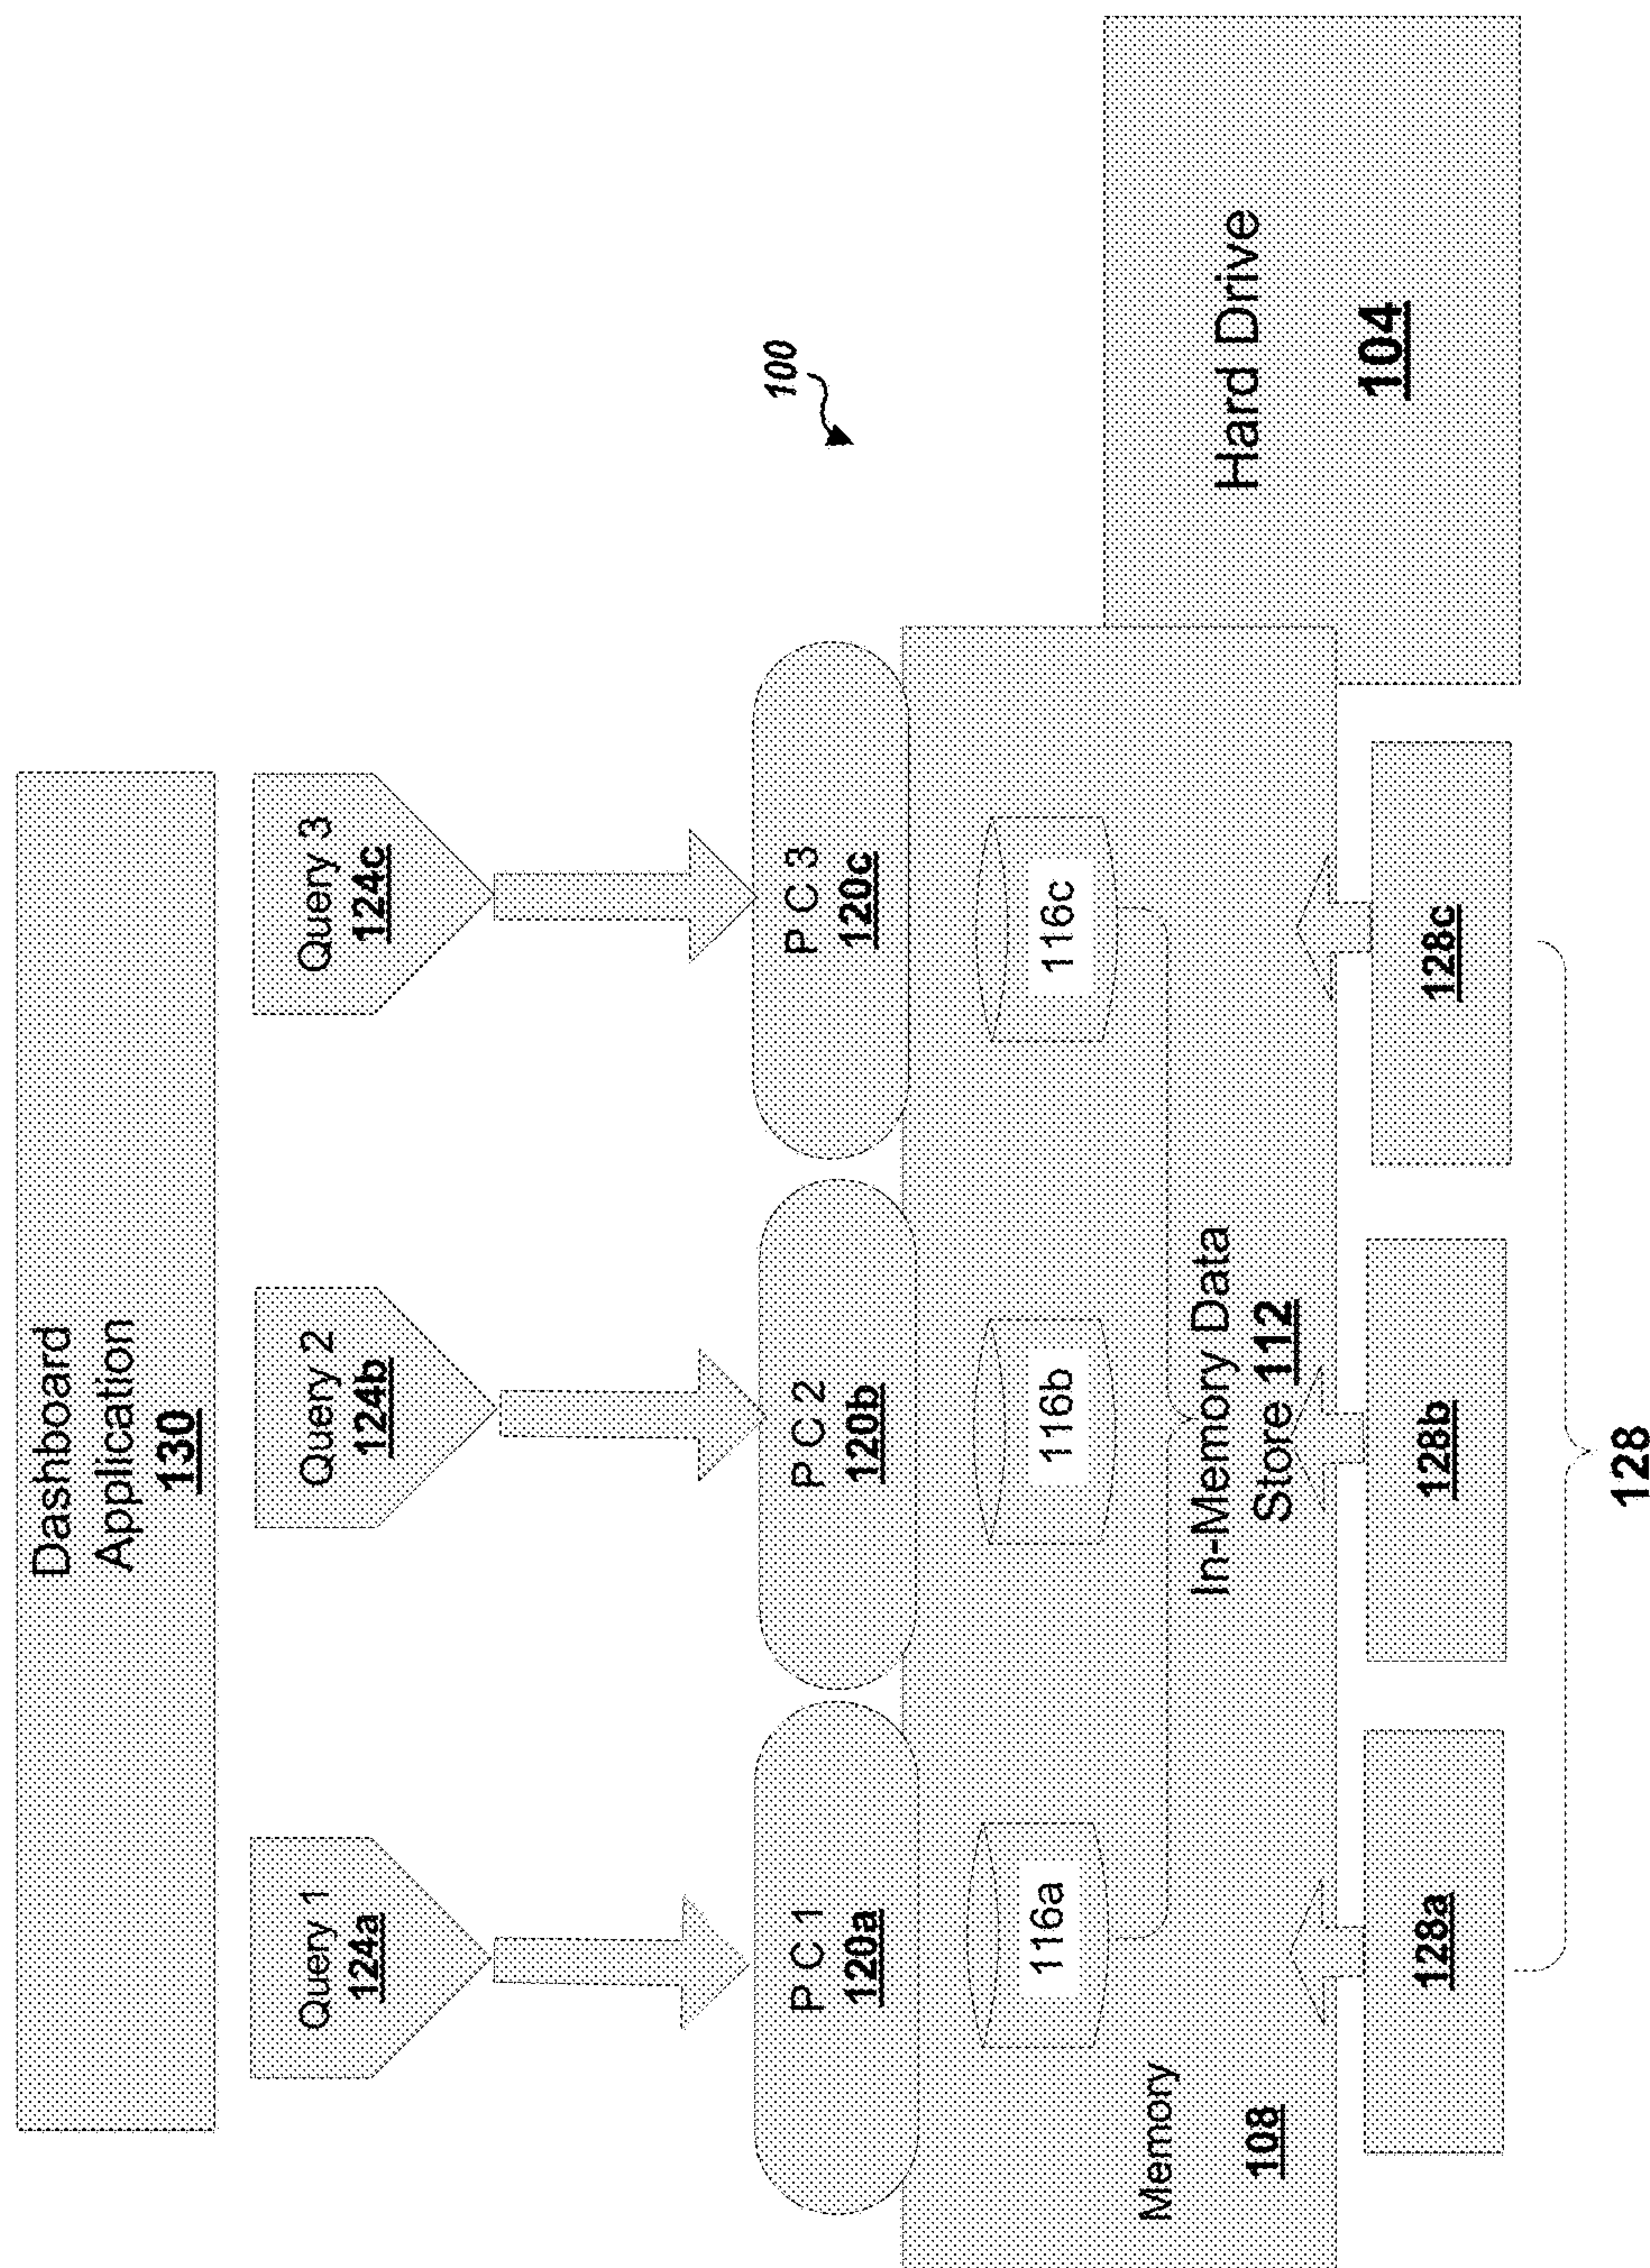 Dashboard
Application
130
Query 1
124a
Query 2
124b
Query 3
124c
100
P C 1
120a
P C 2
120b
P C 3
120c
116a
116b
116c
Memory
108
In-Memory Data
Store 112
Hard Drive
104
128a
128b
128c
128